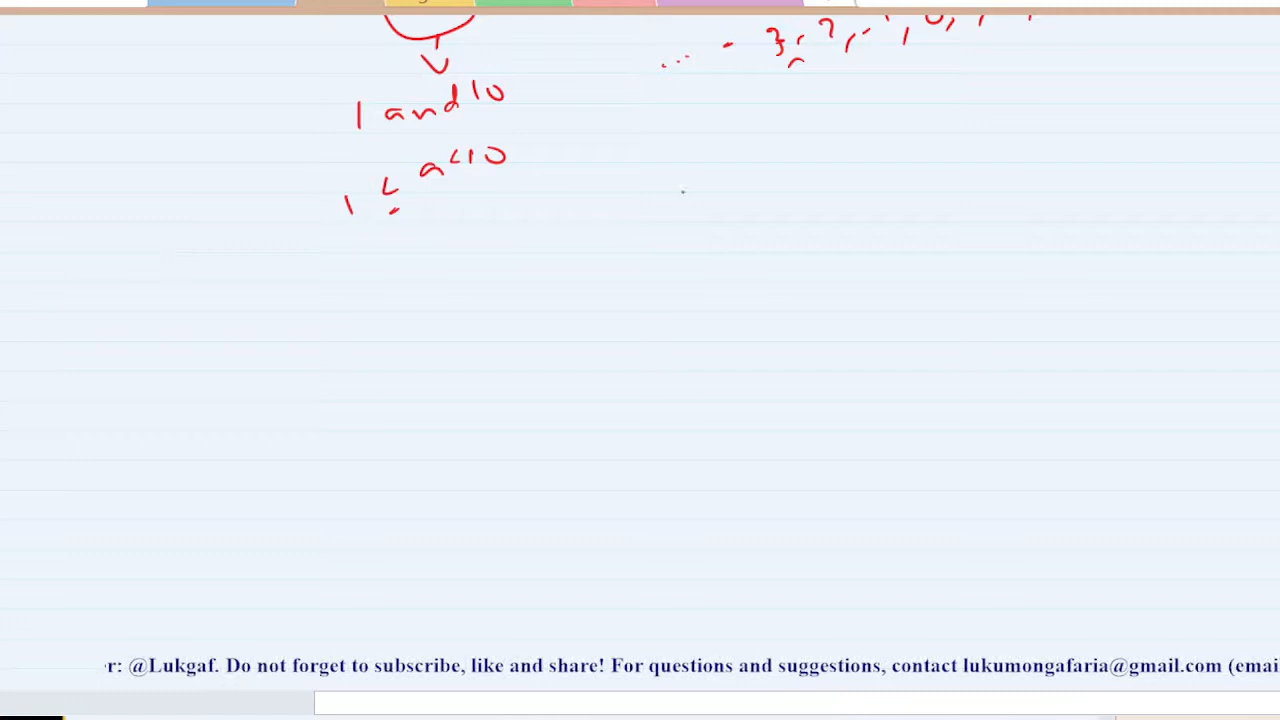 1 and 10
1 ≤ a < 10
r: @Lukgaf. Do not forget to subscribe, like and share! For questions and suggestions, contact lukumongafaria@gmail.com (emai